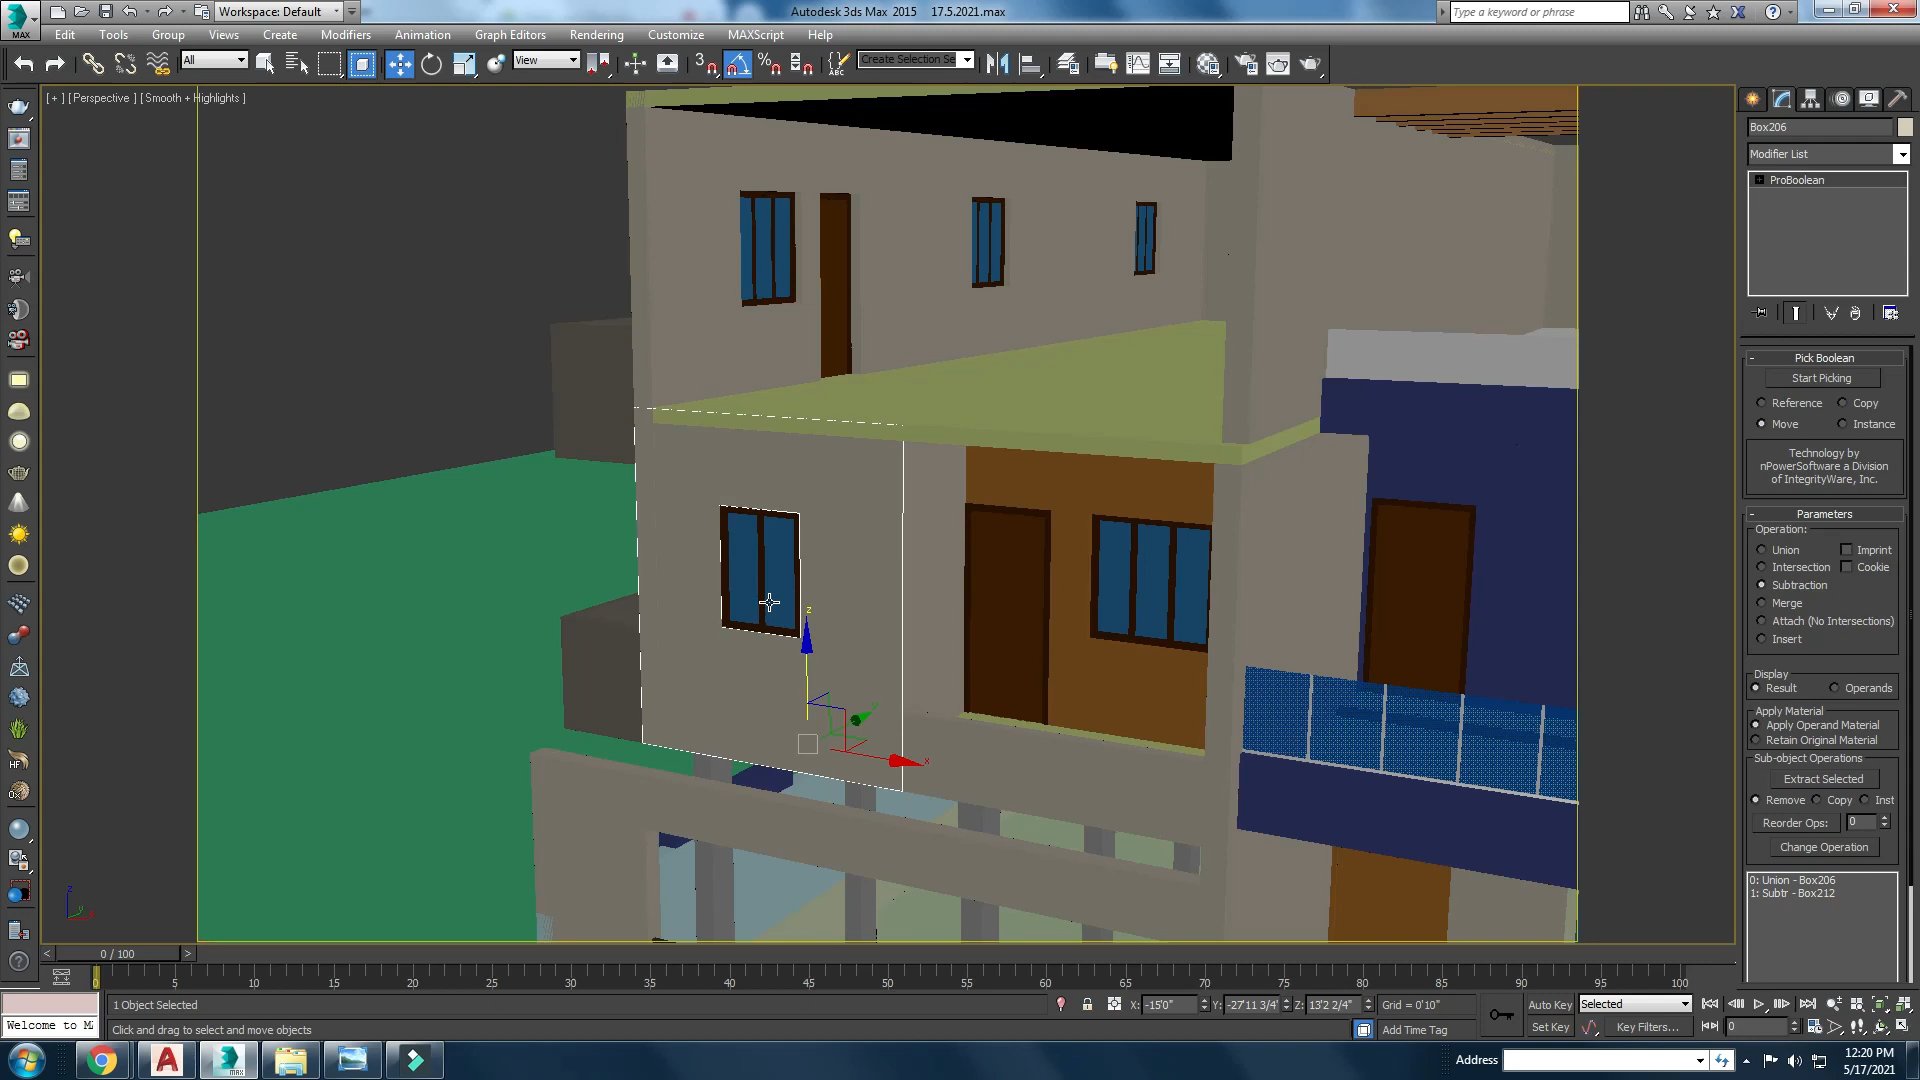 Workspace: Default
Autodesk 3ds Max 2015 17.5.2021.max
Type a keyword or phrase
MAX
Edit Tools Group Views Create Modifiers Animation Graph Editors Rendering Customize MAXScript Help
All
View
3
Create Selection Se
ABC
[ + ] [ Perspective ] [ Smoothh + Highlights ]
Box206
Modifier List
ProBoolean
Pick Boolean
Start Picking
Reference Copy
Move Instance
Technology by
nPowerSoftware a Division
of IntegrityWare, Inc.
Parameters
Operation:
Union Imprint
Intersection Cookie
Subtraction
Merge
Attach (No Intersections)
Insert
Display
Result Operands
Apply Material
Apply Operand Material
Retain Original Material
Sub-object Operations
Extract Selected
Remove Copy Inst
Reorder Ops: 0
Change Operation
0: Union - Box206
1: Subtr - Box212
HF
z
y
x
z
y
x
< 0 / 100 >
0 5 10 15 20 25 30 35 40 45 50 55 60 65 70 75 80 85 90 95 100
1 Object Selected
X: -15'0" Y: -27'11 3/4' Z: 13'2 2/4" Grid = 0'10"
Auto Key Selected
Welcome to MA
Click and drag to select and move objects
Add Time Tag
Set Key Key Filters... 0
MAX
Address
12:20 PM
5/17/2021